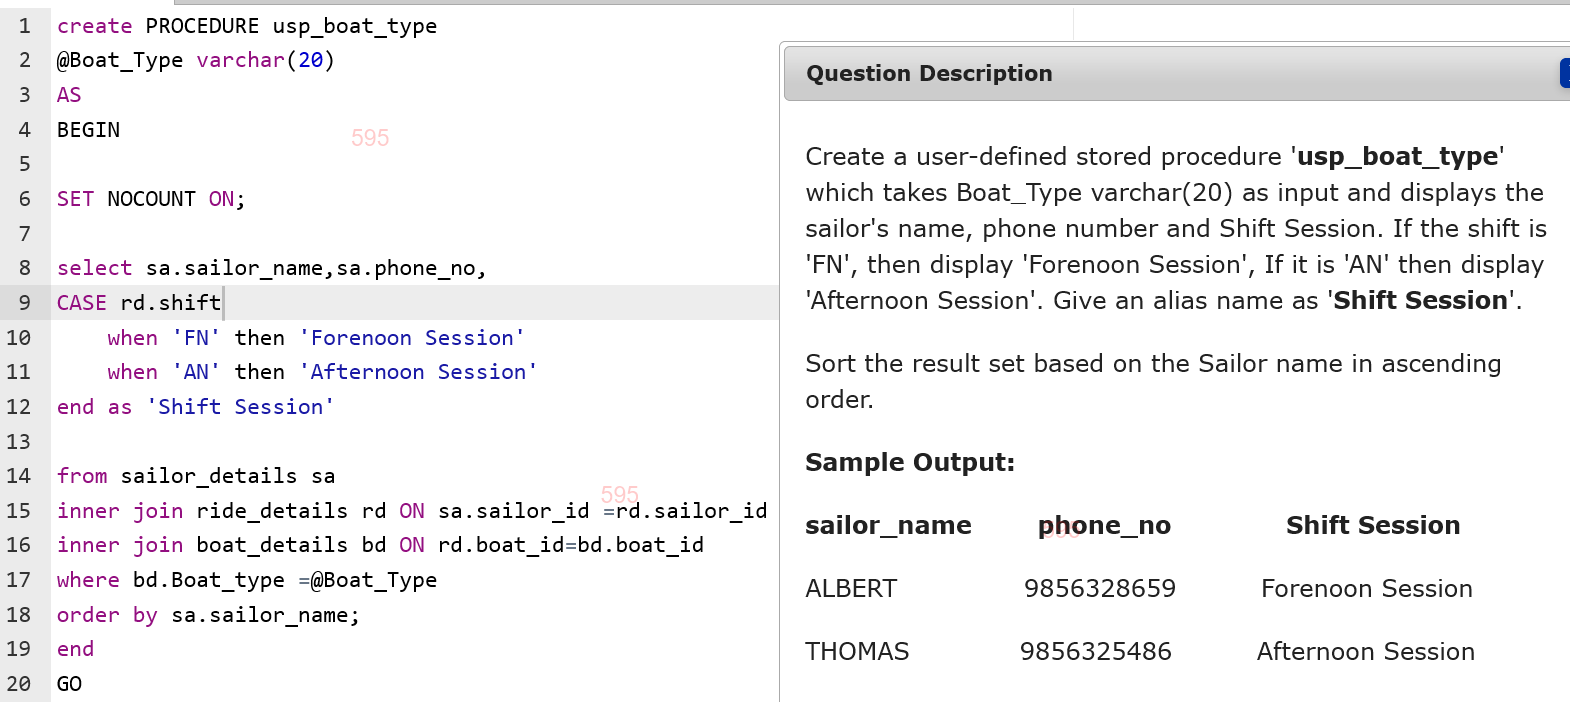 1 create PROCEDURE usp_boat_type
2 @Boat_Type varchar(20)
3 AS
4 BEGIN
595
5
6 SET NOCOUNT ON;
7
8 select sa.sailor_name,sa.phone_no,
9 CASE rd.shift
10 when 'FN' then 'Forenoon Session'
11 when 'AN' then 'Afternoon Session'
12 end as 'Shift Session'
13
14 from sailor_details sa
595
15 inner join ride_details rd ON sa.sailor_id =rd.sailor_id
16 inner join boat_details bd ON rd.boat_id=bd.boat_id
17 where bd.Boat_type =@Boat_Type
18 order by sa.sailor_name;
19 end
20 GO
Question Description
Create a user-defined stored procedure 'usp_boat_type'
which takes Boat_Type varchar(20) as input and displays the
sailor's name, phone number and Shift Session. If the shift is
'FN', then display 'Forenoon Session', If it is 'AN' then display
'Afternoon Session'. Give an alias name as 'Shift Session'.
Sort the result set based on the Sailor name in ascending
order.
Sample Output:
sailor_name phone_no Shift Session
595
ALBERT 9856328659 Forenoon Session
THOMAS 9856325486 Afternoon Session